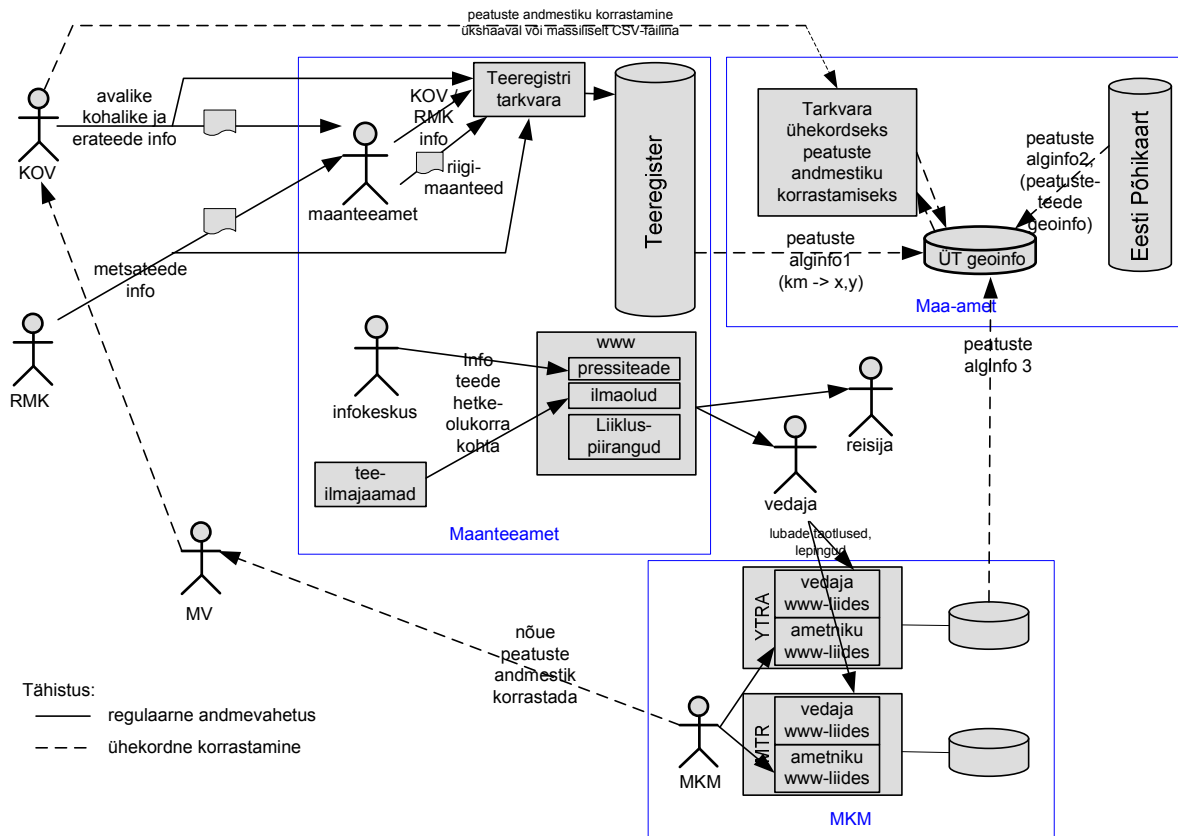 peatuste andmestiku korrastamine
ükshaaval või massiliselt CSV-failina
avalike
kohalike ja
erateede info
KOV
Teeregistri
tarkvara
KOV /
RMK
info
riigi-
maanteed
maanteeamet
Teeregister
Tarkvara
ühekordseks
peatuste
andmestiku
korrastamiseks
peatuste
alginfo2,
(peatuste-
teede
geoinfo)
Eesti Põhikaart
ÜT geoinfo
Maa-amet
peatuste
alginfo1
(km -> x,y)
metsateede
info
RMK
infokeskus
Info
teede
hetke-
olukorra
kohta
www
pressiteade
ilmaolud
Liiklus-
piirangud
tee-
ilmajaamad
Maanteeamet
reisija
vedaja
peatuste
alginfo 3
lubade taotlused,
lepingud
MV
YTRA
vedaja
www-liides
ametniku
www-liides
nõue
peatuste
andmestik
korrastada
MTR
vedaja
www-liides
ametniku
www-liides
MKM
MKM
Tähistus:
regulaarne andmevahetus
ühekordne korrastamine